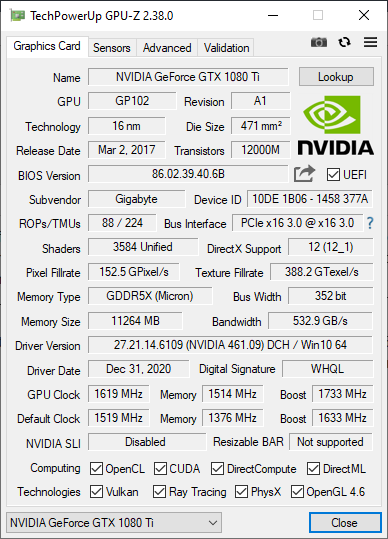 TechPowerUp GPU-Z 2.38.0
Graphics Card Sensors Advanced Validation
Name NVIDIA GeForce GTX 1080 Ti Lookup
GPU GP102 Revision A1
Technology 16 nm Die Size 471 mm²
Release Date Mar 2, 2017 Transistors 12000M
NVIDIA
BIOS Version 86.02.39.40.6B UEFI
Subvendor Gigabyte Device ID 10DE 1B06 - 1458 377A
ROPs/TMUs 88 / 224 Bus Interface PCIe x16 3.0 @ x16 3.0 ?
Shaders 3584 Unified DirectX Support 12 (12_1)
Pixel Fillrate 152.5 GPixel/s Texture Fillrate 388.2 GTexel/s
Memory Type GDDR5X (Micron) Bus Width 352 bit
Memory Size 11264 MB Bandwidth 532.9 GB/s
Driver Version 27.21.14.6109 (NVIDIA 461.09) DCH / Win10 64
Driver Date Dec 31, 2020 Digital Signature WHQL
GPU Clock 1619 MHz Memory 1514 MHz Boost 1733 MHz
Default Clock 1519 MHz Memory 1376 MHz Boost 1633 MHz
NVIDIA SLI Disabled Resizable BAR Not supported
Computing OpenCL CUDA DirectCompute DirectML
Technologies Vulkan Ray Tracing PhysX OpenGL 4.6
NVIDIA GeForce GTX 1080 Ti Close